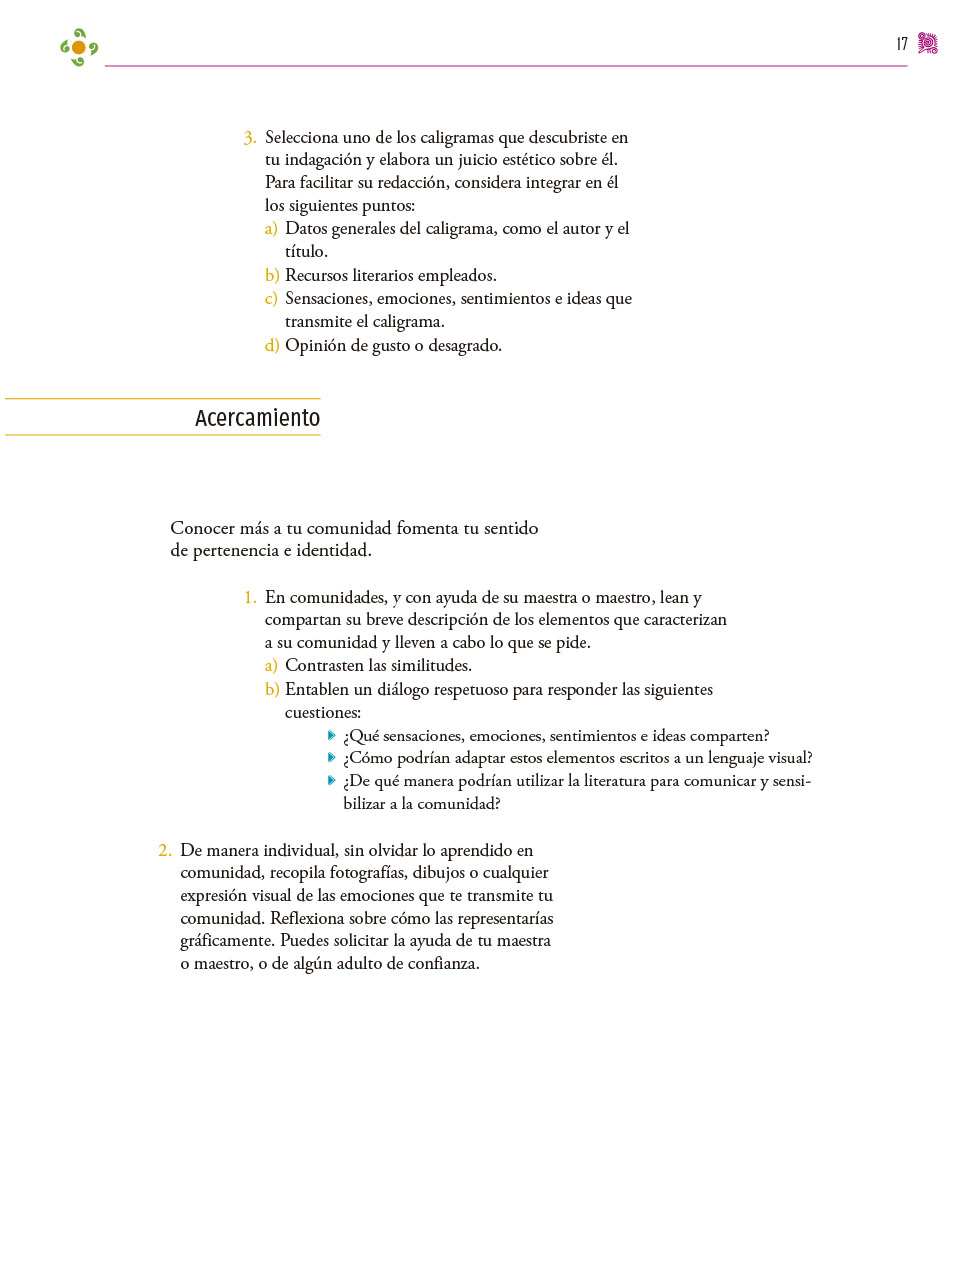 17
3. Selecciona uno de los caligramas que descubriste en
tu indagación y elabora un juicio estético sobre él.
Para facilitar su redacción, considera integrar en él
los siguientes puntos:
a) Datos generales del caligrama, como el autor y el
título.
b) Recursos literarios empleados.
c) Sensaciones, emociones, sentimientos e ideas que
transmite el caligrama.
d) Opinión de gusto o desagrado.
Acercamiento
Conocer más a tu comunidad fomenta tu sentido
de pertenencia e identidad.
1. En comunidades, y con ayuda de su maestra o maestro, lean y
compartan su breve descripción de los elementos que caracterizan
a su comunidad y lleven a cabo lo que se pide.
a) Contrasten las similitudes.
b) Entablen un diálogo respetuoso para responder las siguientes
cuestiones:
¿Qué sensaciones, emociones, sentimientos e ideas comparten?
¿Cómo podrían adaptar estos elementos escritos a un lenguaje visual?
¿De qué manera podrían utilizar la literatura para comunicar y sensi-
bilizar a la comunidad?
2. De manera individual, sin olvidar lo aprendido en
comunidad, recopila fotografías, dibujos o cualquier
expresión visual de las emociones que te transmite tu
comunidad. Reflexiona sobre cómo las representarías
gráficamente. Puedes solicitar la ayuda de tu maestra
o maestro, o de algún adulto de confianza.